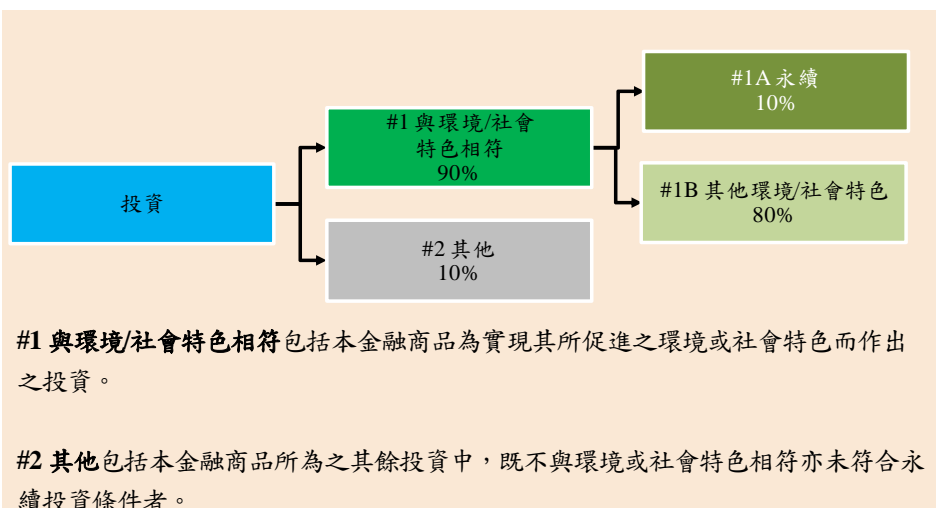 #1A 永續
10%
#1 與環境/社會
特色相符
90%
投資
#1B 其他環境/社會特色
80%
#2 其他
10%
#1 與環境/社會特色相符包括本金融商品為實現其所促進之環境或社會特色而作出
之投資。
#2 其他包括本金融商品所為之其餘投資中，既不與環境或社會特色相符亦未符合永
續投資條件者。